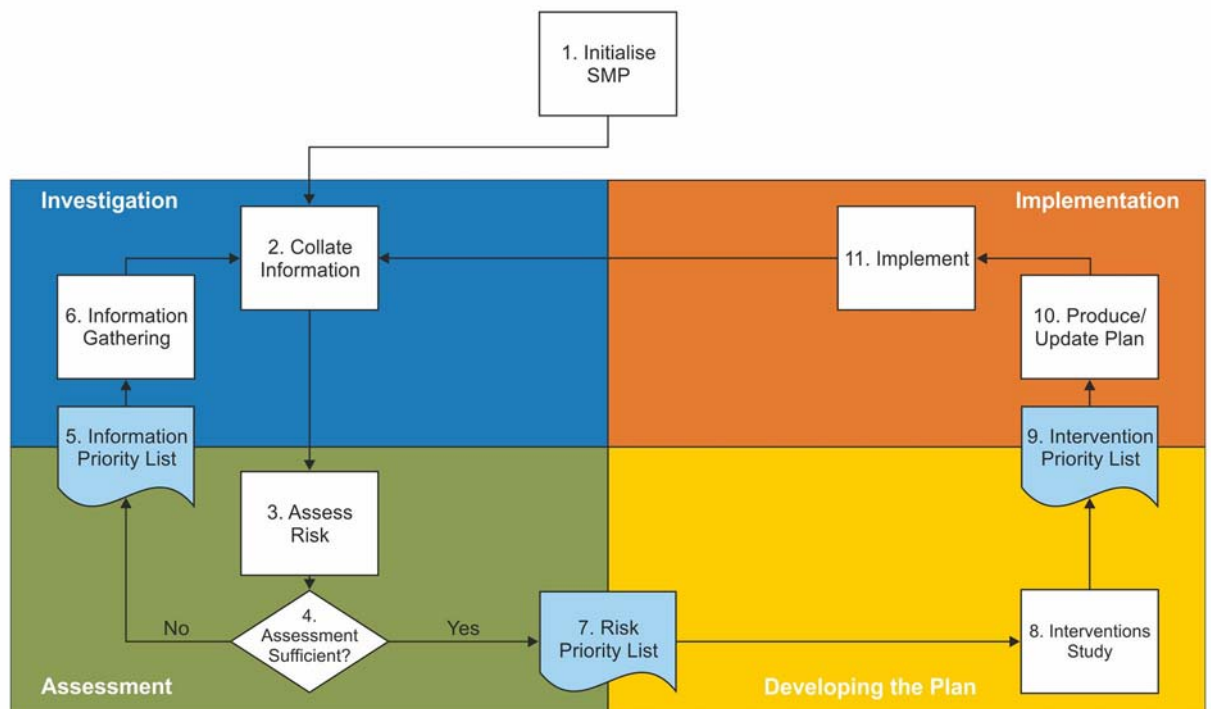 1. Initialise
SMP
Investigation
Implementation
2. Collate
Information
11. Implement
6. Information
Gathering
10. Produce/
Update Plan
5. Information
Priority List
9. Intervention
Priority List
3. Assess
Risk
4.
Assessment
Sufficient?
No
Yes
7. Risk
Priority List
8. Interventions
Study
Assessment
Developing the Plan